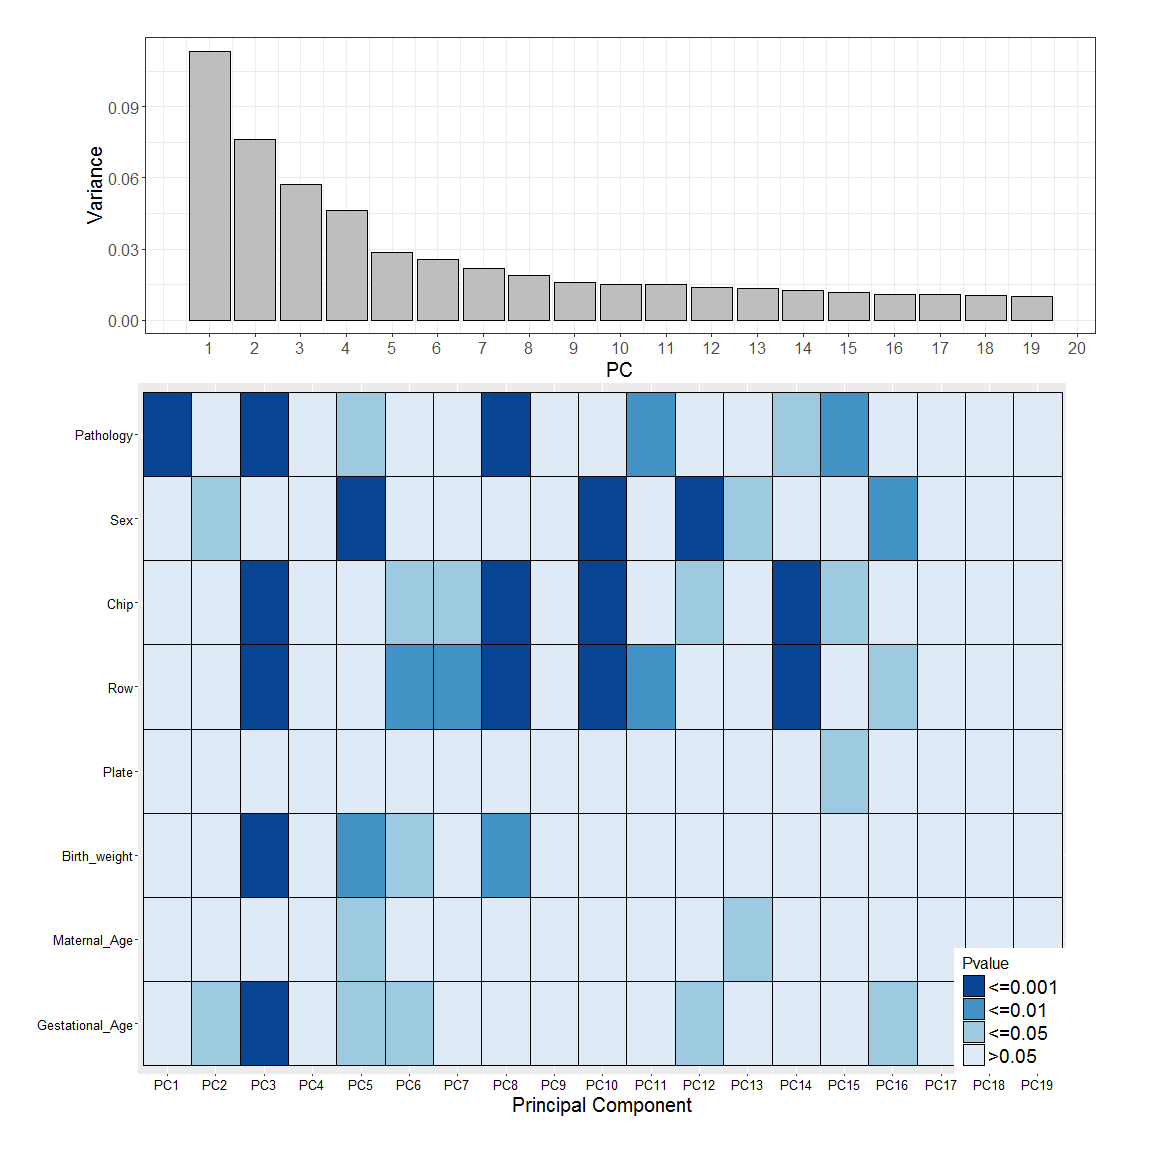 Variance
0.09
0.06
0.03
0.00
1 2 3 4 5 6 7 8 9 10 11 12 13 14 15 16 17 18 19 20
PC
Pathology
Sex
Chip
Row
Plate
Birth_weight
Maternal_Age
Gestational_Age
Pvalue
<=0.001
<=0.01
<=0.05
>0.05
PC1 PC2 PC3 PC4 PC5 PC6 PC7 PC8 PC9 PC10 PC11 PC12 PC13 PC14 PC15 PC16 PC17 PC18 PC19
Principal Component